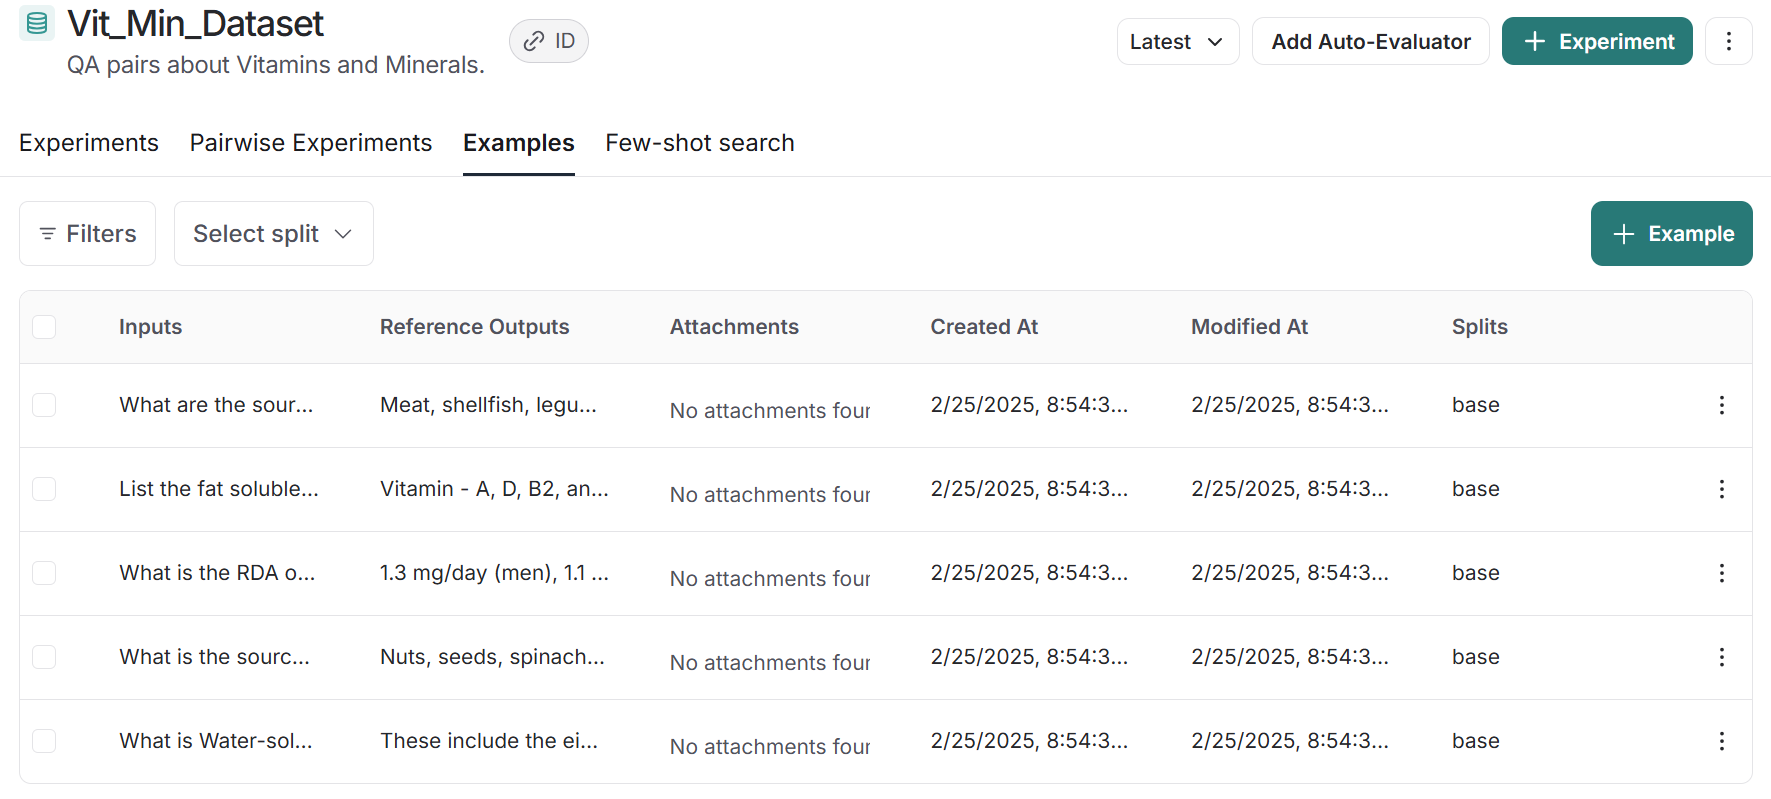 Vit_Min_Dataset
QA pairs about Vitamins and Minerals.
ID
Latest
Add Auto-Evaluator
+ Experiment
Experiments Pairwise Experiments Examples Few-shot search
Filters
Select split
+ Example
Inputs Reference Outputs Attachments Created At Modified At Splits
What are the sour... Meat, shellfish, legu... No attachments four 2/25/2025, 8:54:3... 2/25/2025, 8:54:3... base
List the fat soluble... Vitamin - A, D, B2, an... No attachments four 2/25/2025, 8:54:3... 2/25/2025, 8:54:3... base
What is the RDA o... 1.3 mg/day (men), 1.1 ... No attachments four 2/25/2025, 8:54:3... 2/25/2025, 8:54:3... base
What is the sourc... Nuts, seeds, spinach... No attachments four 2/25/2025, 8:54:3... 2/25/2025, 8:54:3... base
What is Water-sol... These include the ei... No attachments four 2/25/2025, 8:54:3... 2/25/2025, 8:54:3... base